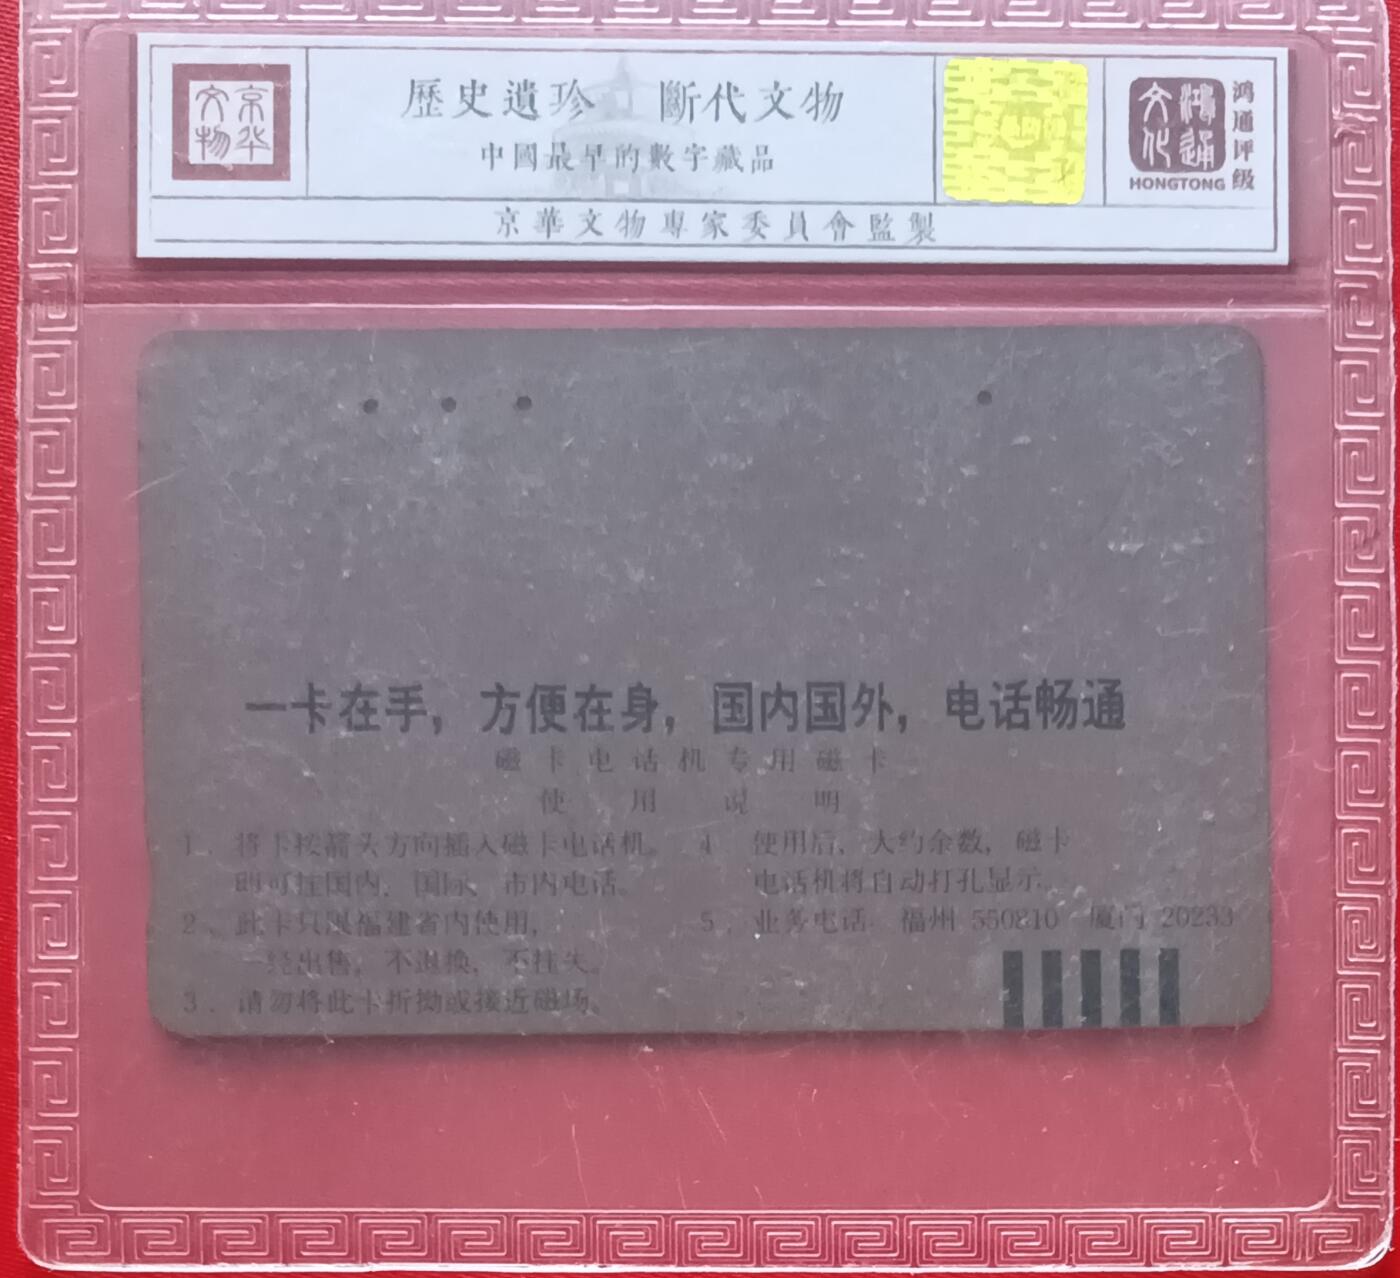 京华
文物
歷史遺珍 斷代文物
中國最早的數字藏品
京華文物專家委員會監製
鸿通
文化
HONGTONG
鸿通评级
一卡在手，方便在身，国内国外，电话畅通
磁卡电话机专用磁卡
使用说明
1．将卡按箭头方向插入磁卡电话机。
即可挂国内、国际、市内电话。
2．此卡只限福建省内使用，
一经出售，不退换，不挂失。
3．请勿将此卡折拗或接近磁场。
4．使用后，大约余数，磁卡
电话机将自动打孔显示。
5．业务电话：福州 550810 厦门 20233